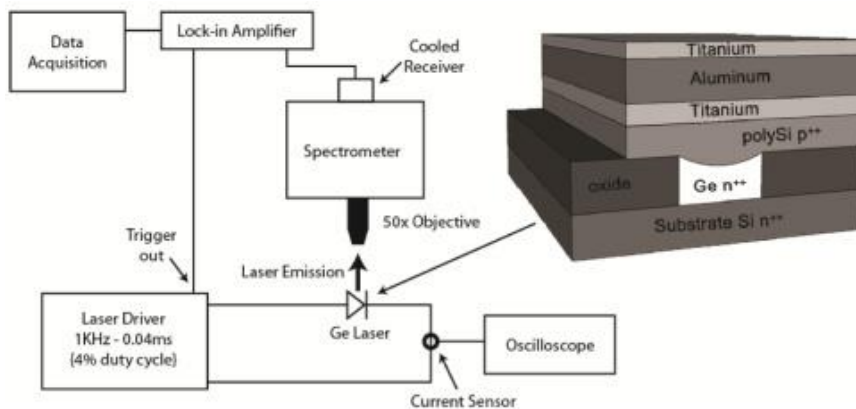 Data
Acquisition
Lock-in Amplifier
Cooled
Receiver
Spectrometer
50x Objective
Trigger
out
Laser Emission
Laser Driver
1KHz - 0.04ms
(4% duty cycle)
Ge Laser
Oscilloscope
Current Sensor
Titanium
Aluminum
Titanium
polySi p++
oxide
Ge n++
Substrate Si n++